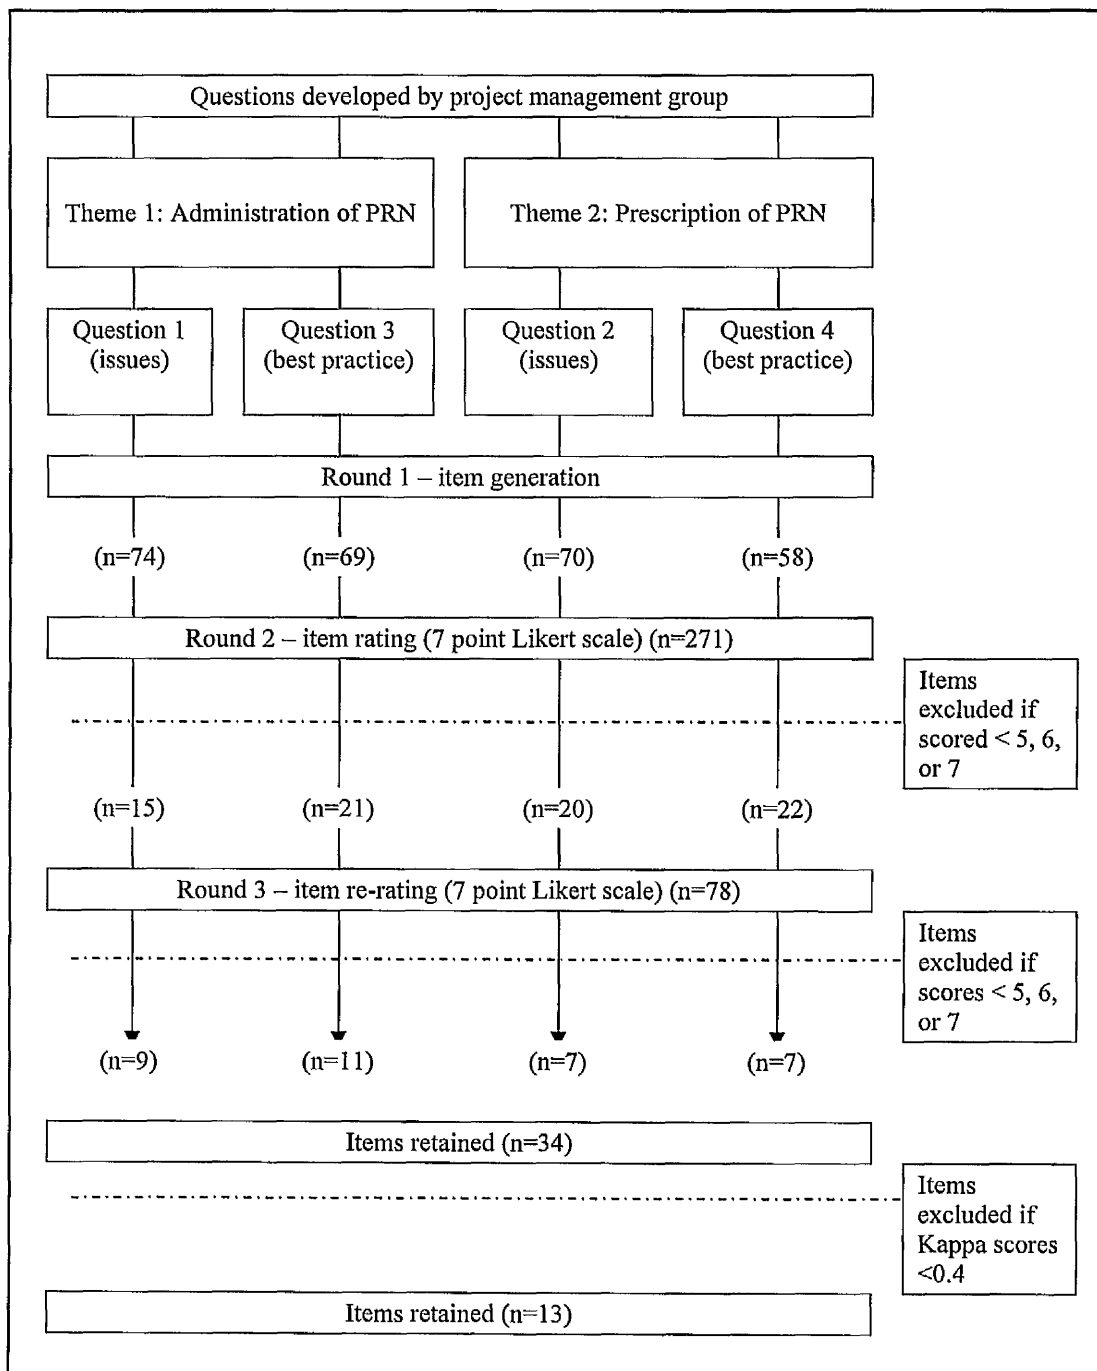 Questions developed by project management group
Theme 1: Administration of PRN
Theme 2: Prescription of PRN
Question 1
(issues)
Question 3
(best practice)
Question 2
(issues)
Question 4
(best practice)
Round 1 – item generation
(n=74)
(n=69)
(n=70)
(n=58)
Round 2 – item rating (7 point Likert scale) (n=271)
Items
excluded if
scored < 5, 6,
or 7
(n=15)
(n=21)
(n=20)
(n=22)
Round 3 – item re-rating (7 point Likert scale) (n=78)
Items
excluded if
scores < 5, 6,
or 7
(n=9)
(n=11)
(n=7)
(n=7)
Items retained (n=34)
Items
excluded if
Kappa scores
<0.4
Items retained (n=13)